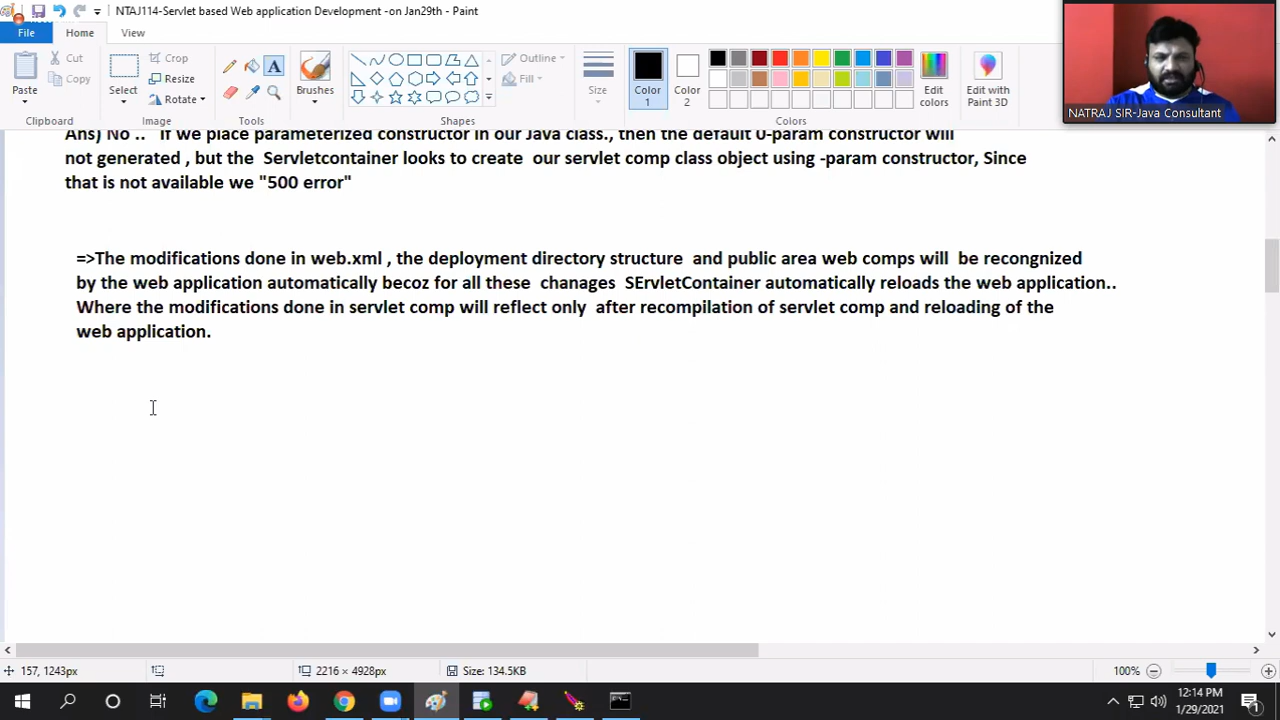 NTAJ114-Servlet based Web application Development -on Jan29th - Paint
File Home View
Paste
Cut
Copy
Clipboard
Select
Crop
Resize
Rotate
Image
Tools
Brushes
Outline
Fill
Shapes
Size
Color 1
Color 2
Edit colors
Colors
Edit with Paint 3D
NATRAJ SIR-Java Consultant
Ans) No .. If we place parameterized constructor in our Java class., then the default 0-param constructor will
not generated , but the Servletcontainer looks to create our servlet comp class object using -param constructor, Since
that is not available we "500 error"
=>The modifications done in web.xml , the deployment directory structure and public area web comps will be recongnized
by the web application automatically becoz for all these chanages SErvletContainer automatically reloads the web application..
Where the modifications done in servlet comp will reflect only after recompilation of servlet comp and reloading of the
web application.
157, 1243px
2216 × 4928px
Size: 134.5KB
100%
12:14 PM
1/29/2021